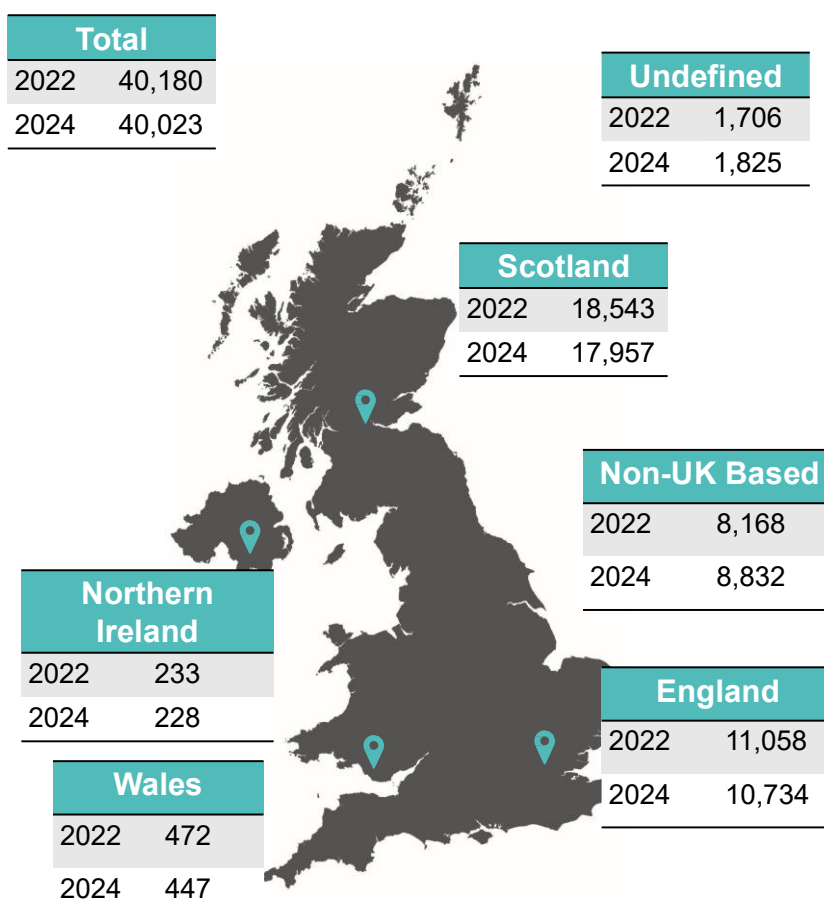 Total
2022 40,180
2024 40,023
Undefined
2022 1,706
2024 1,825
Scotland
2022 18,543
2024 17,957
Non-UK Based
2022 8,168
2024 8,832
Northern
Ireland
2022 233
2024 228
England
2022 11,058
2024 10,734
Wales
2022 472
2024 447